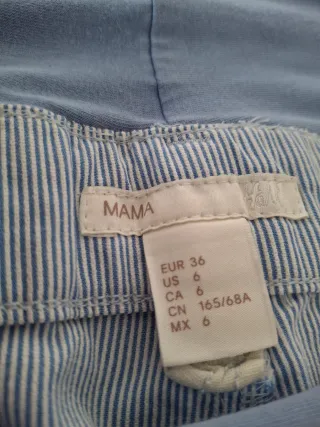 MAMA H&M
EUR 36
US 6
CA 6
CN 165/68A
MX 6